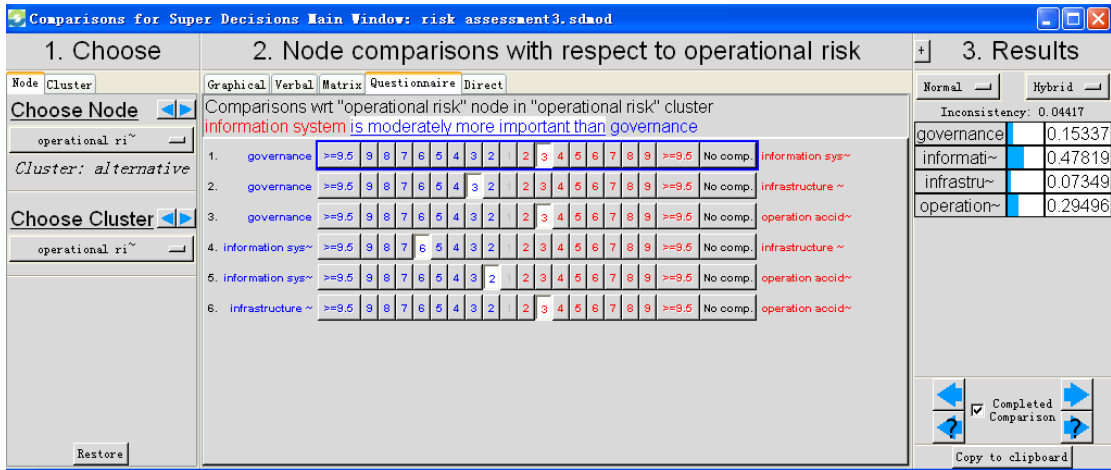 Comparisons for Super Decisions Main Window: risk assessment3.sdmod
1. Choose
Node Cluster
Choose Node
operational ri~
Cluster: alternative
Choose Cluster
operational ri~
Restore
2. Node comparisons with respect to operational risk
Graphical Verbal Matrix Questionnaire Direct
Comparisons wrt "operational risk" node in "operational risk" cluster
information system is moderately more important than governance
1. governance >=9.5 9 8 7 6 5 4 3 2 1 2 3 4 5 6 7 8 9 >=9.5 No comp. information sys~
2. governance >=9.5 9 8 7 6 5 4 3 2 1 2 3 4 5 6 7 8 9 >=9.5 No comp. infrastructure ~
3. governance >=9.5 9 8 7 6 5 4 3 2 1 2 3 4 5 6 7 8 9 >=9.5 No comp. operation accid~
4. information sys~ >=9.5 9 8 7 6 5 4 3 2 1 2 3 4 5 6 7 8 9 >=9.5 No comp. infrastructure ~
5. information sys~ >=9.5 9 8 7 6 5 4 3 2 1 2 3 4 5 6 7 8 9 >=9.5 No comp. operation accid~
6. infrastructure ~ >=9.5 9 8 7 6 5 4 3 2 1 2 3 4 5 6 7 8 9 >=9.5 No comp. operation accid~
+ 3. Results
Normal Hybrid
Inconsistency: 0.04417
governance 0.15337
informati~ 0.47819
infrastru~ 0.07349
operation~ 0.29496
Completed
Comparison
? ?
Copy to clipboard